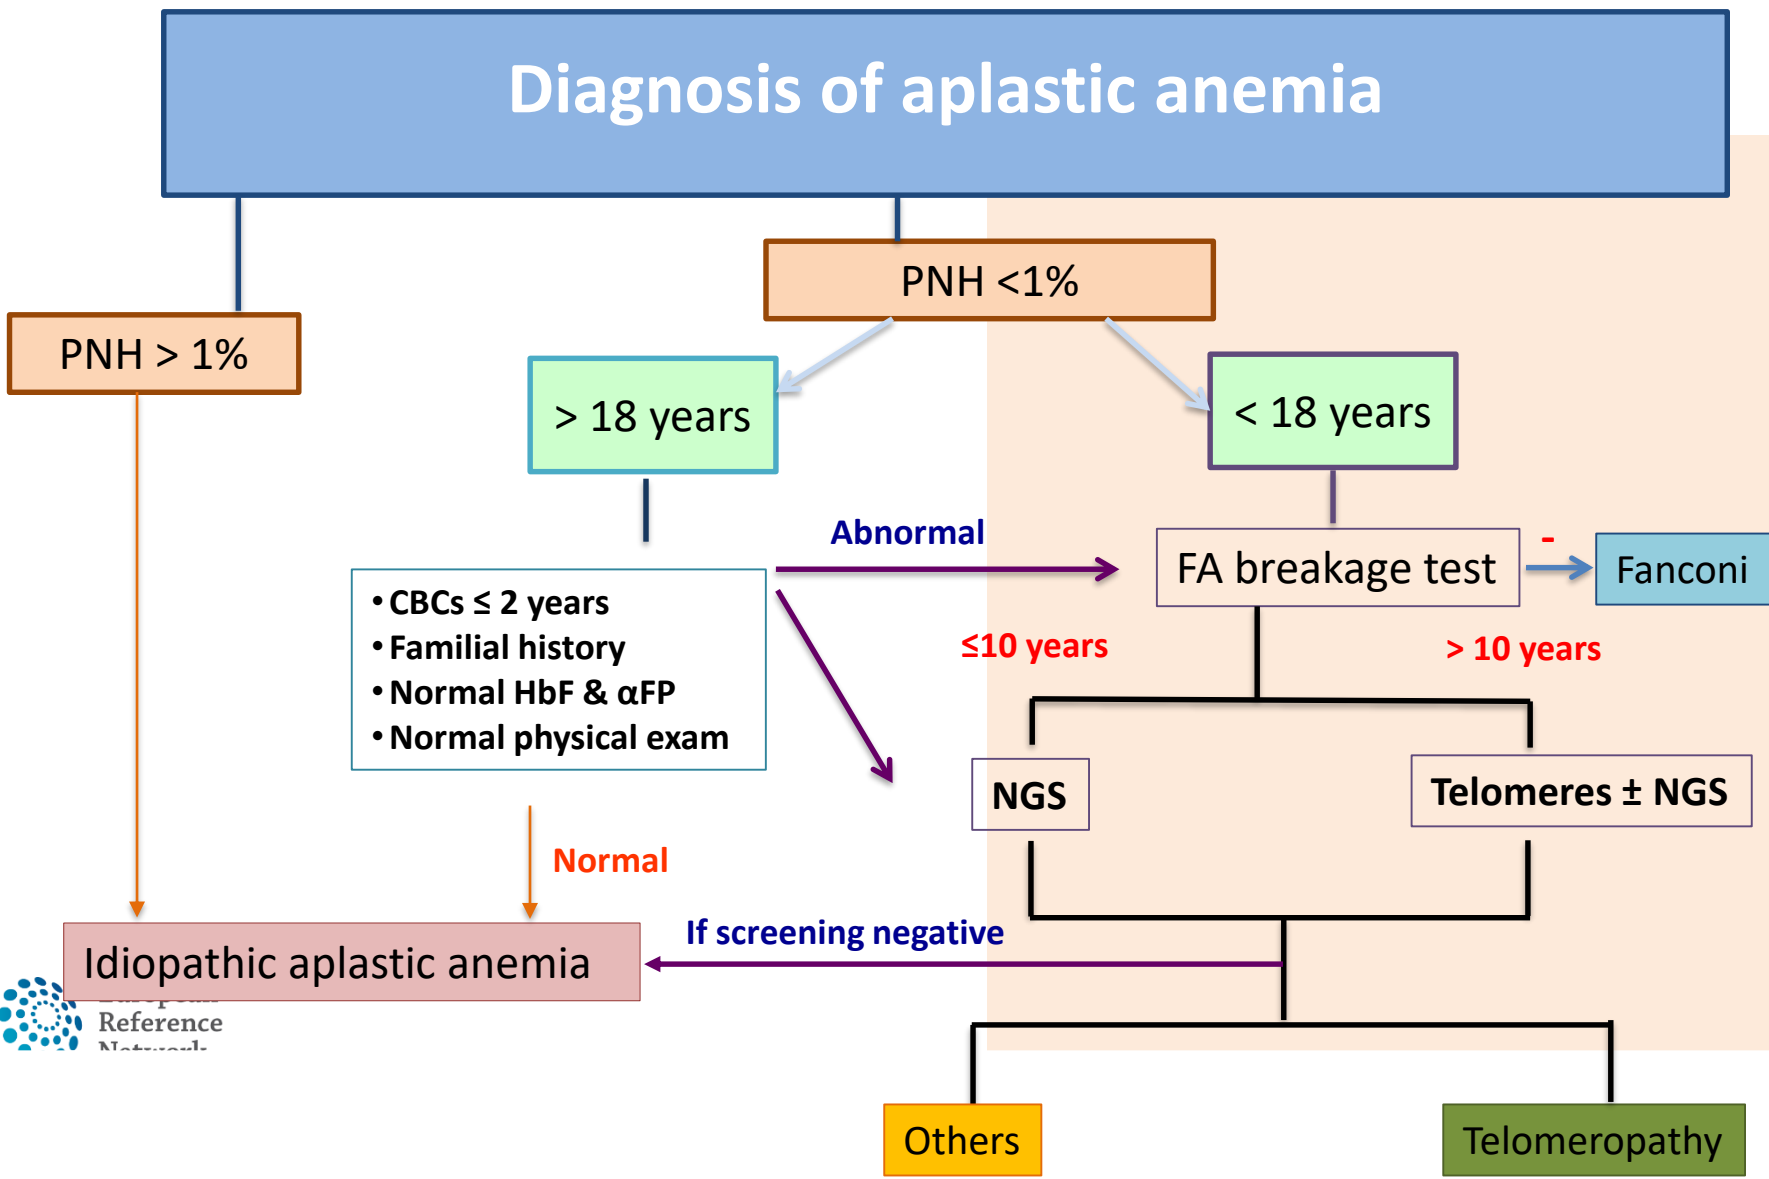 Diagnosis of aplastic anemia
PNH <1%
PNH > 1%
> 18 years
< 18 years
Abnormal
FA breakage test
-
Fanconi
• CBCs ≤ 2 years
• Familial history
• Normal HbF & αFP
• Normal physical exam
≤10 years
> 10 years
NGS
Telomeres ± NGS
Normal
If screening negative
Idiopathic aplastic anemia
European
Reference
Network
Others
Telomeropathy